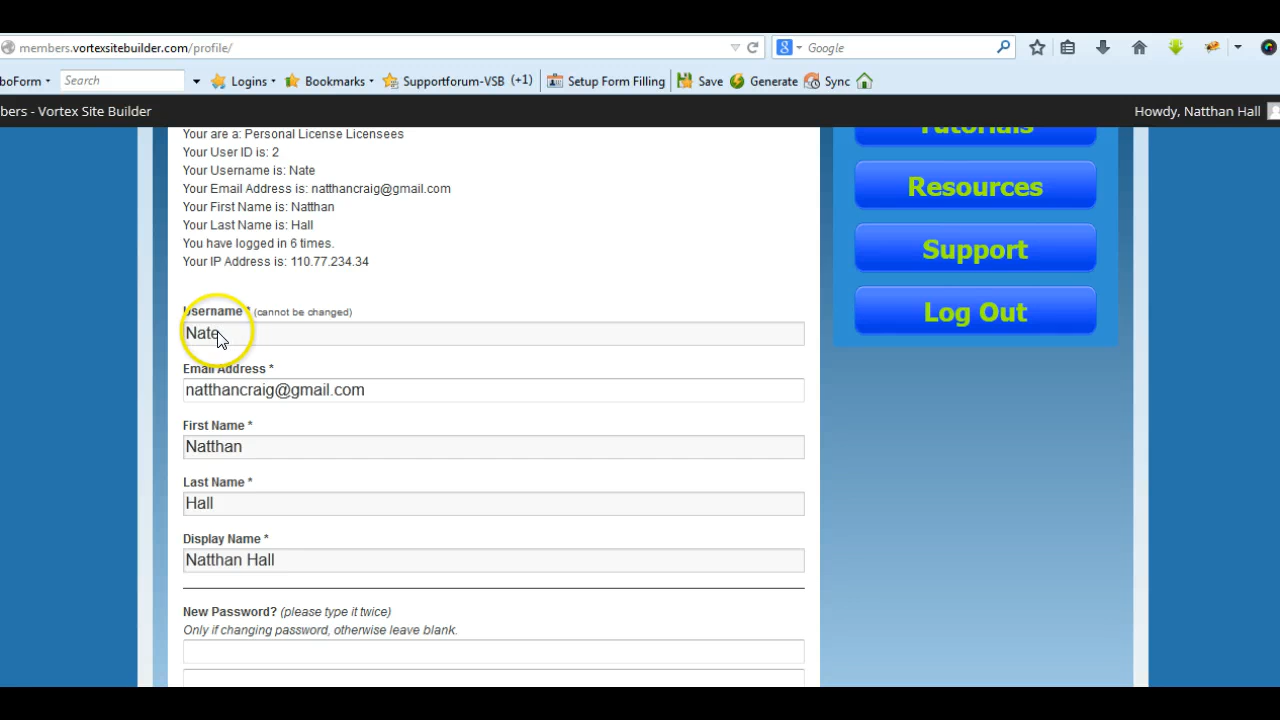 members.vortexsitebuilder.com/profile/
Google
boForm
Search
Logins
Bookmarks
Supportforum-VSB (+1)
Setup Form Filling
Save
Generate
Sync
bers - Vortex Site Builder
Howdy, Natthan Hall
Your are a: Personal License Licensees
Your User ID is: 2
Your Username is: Nate
Your Email Address is: natthancraig@gmail.com
Your First Name is: Natthan
Your Last Name is: Hall
You have logged in 6 times.
Your IP Address is: 110.77.234.34
Username * (cannot be changed)
Nate
Email Address *
natthancraig@gmail.com
First Name *
Natthan
Last Name *
Hall
Display Name *
Natthan Hall
New Password? (please type it twice)
Only if changing password, otherwise leave blank.
Tutorials
Resources
Support
Log Out